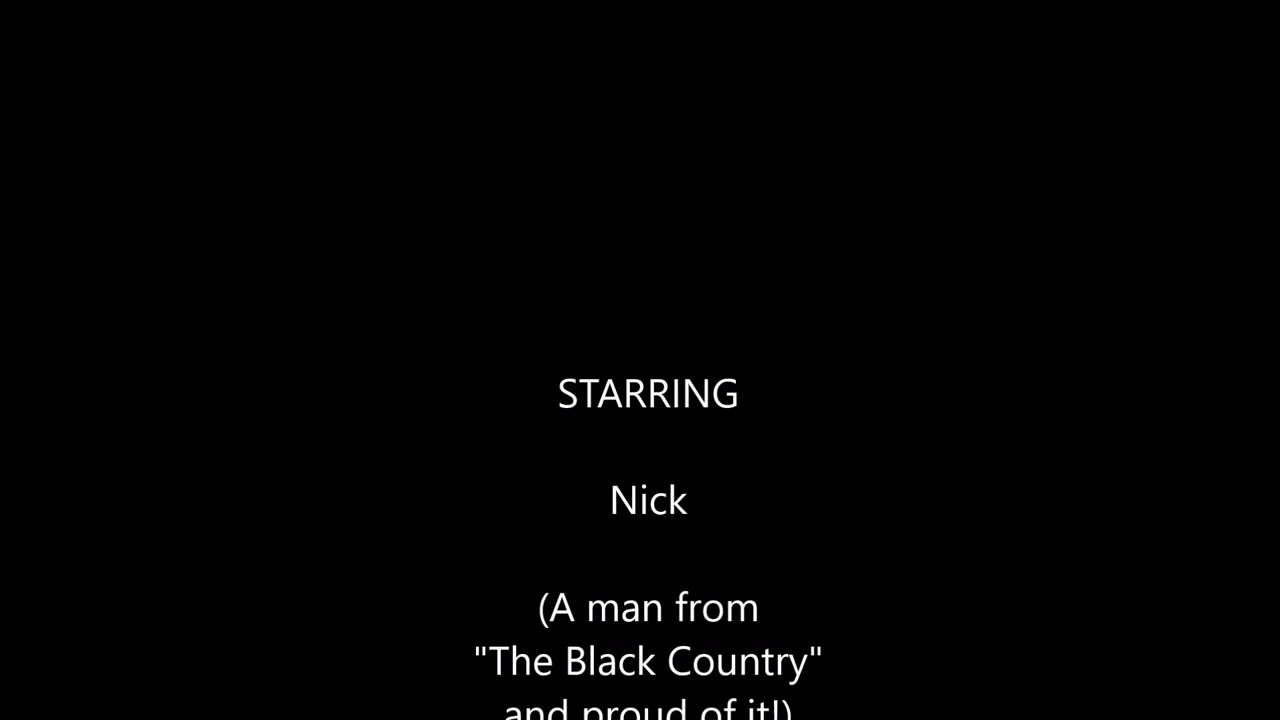 STARRING
Nick
(A man from
"The Black Country"
and proud of it!)